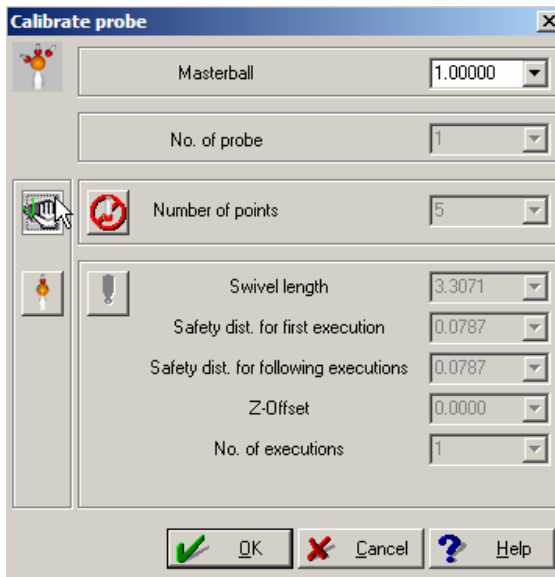 Calibrate probe
Masterball 1.00000
No. of probe 1
Number of points 5
Swivel length 3.3071
Safety dist. for first execution 0.0787
Safety dist. for following executions 0.0787
Z-Offset 0.0000
No. of executions 1
OK Cancel Help